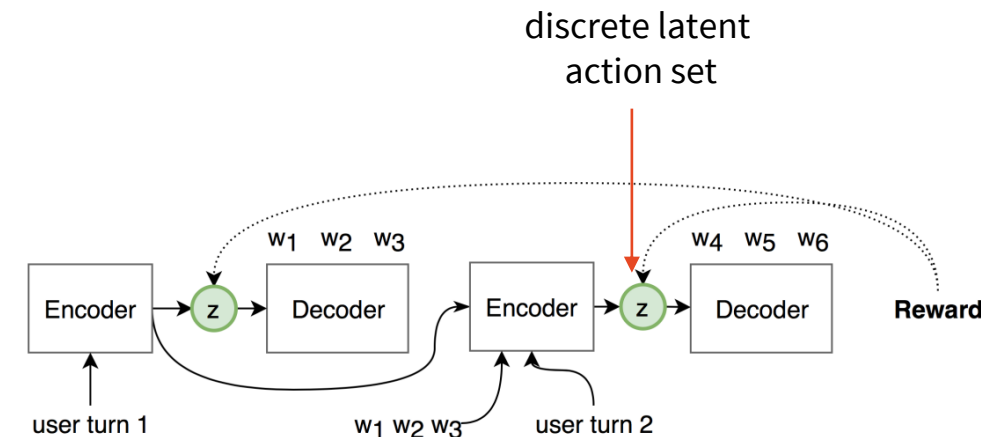 discrete latent
action set
w1 w2 w3
w4 w5 w6
Encoder
z
Decoder
Encoder
z
Decoder
Reward
user turn 1
w1 w2 w3
user turn 2